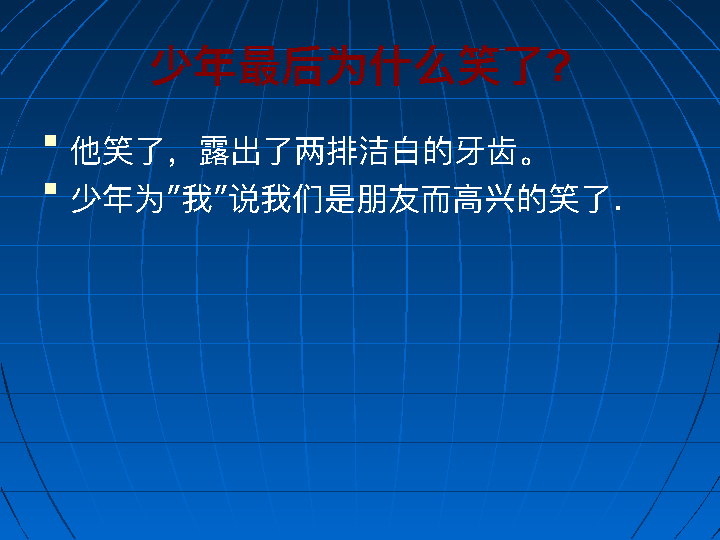 少年最后为什么笑了?
他笑了，露出了两排洁白的牙齿。
少年为"我"说我们是朋友而高兴的笑了.